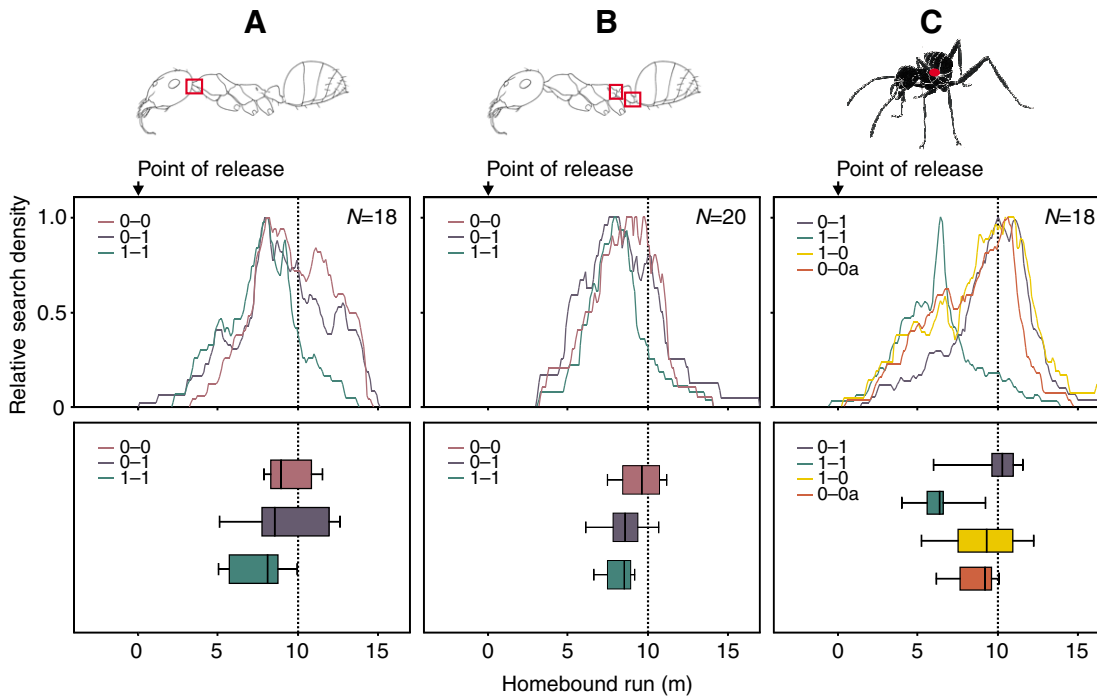 A B C
Point of release Point of release Point of release
Relative search density
1.0
0.5
0
0–0
0–1
1–1
N=18
0–0
0–1
1–1
N=20
0–1
1–1
1–0
0–0a
N=18
0–0
0–1
1–1
0–0
0–1
1–1
0–1
1–1
1–0
0–0a
0 5 10 15 0 5 10 15 0 5 10 15
Homebound run (m)